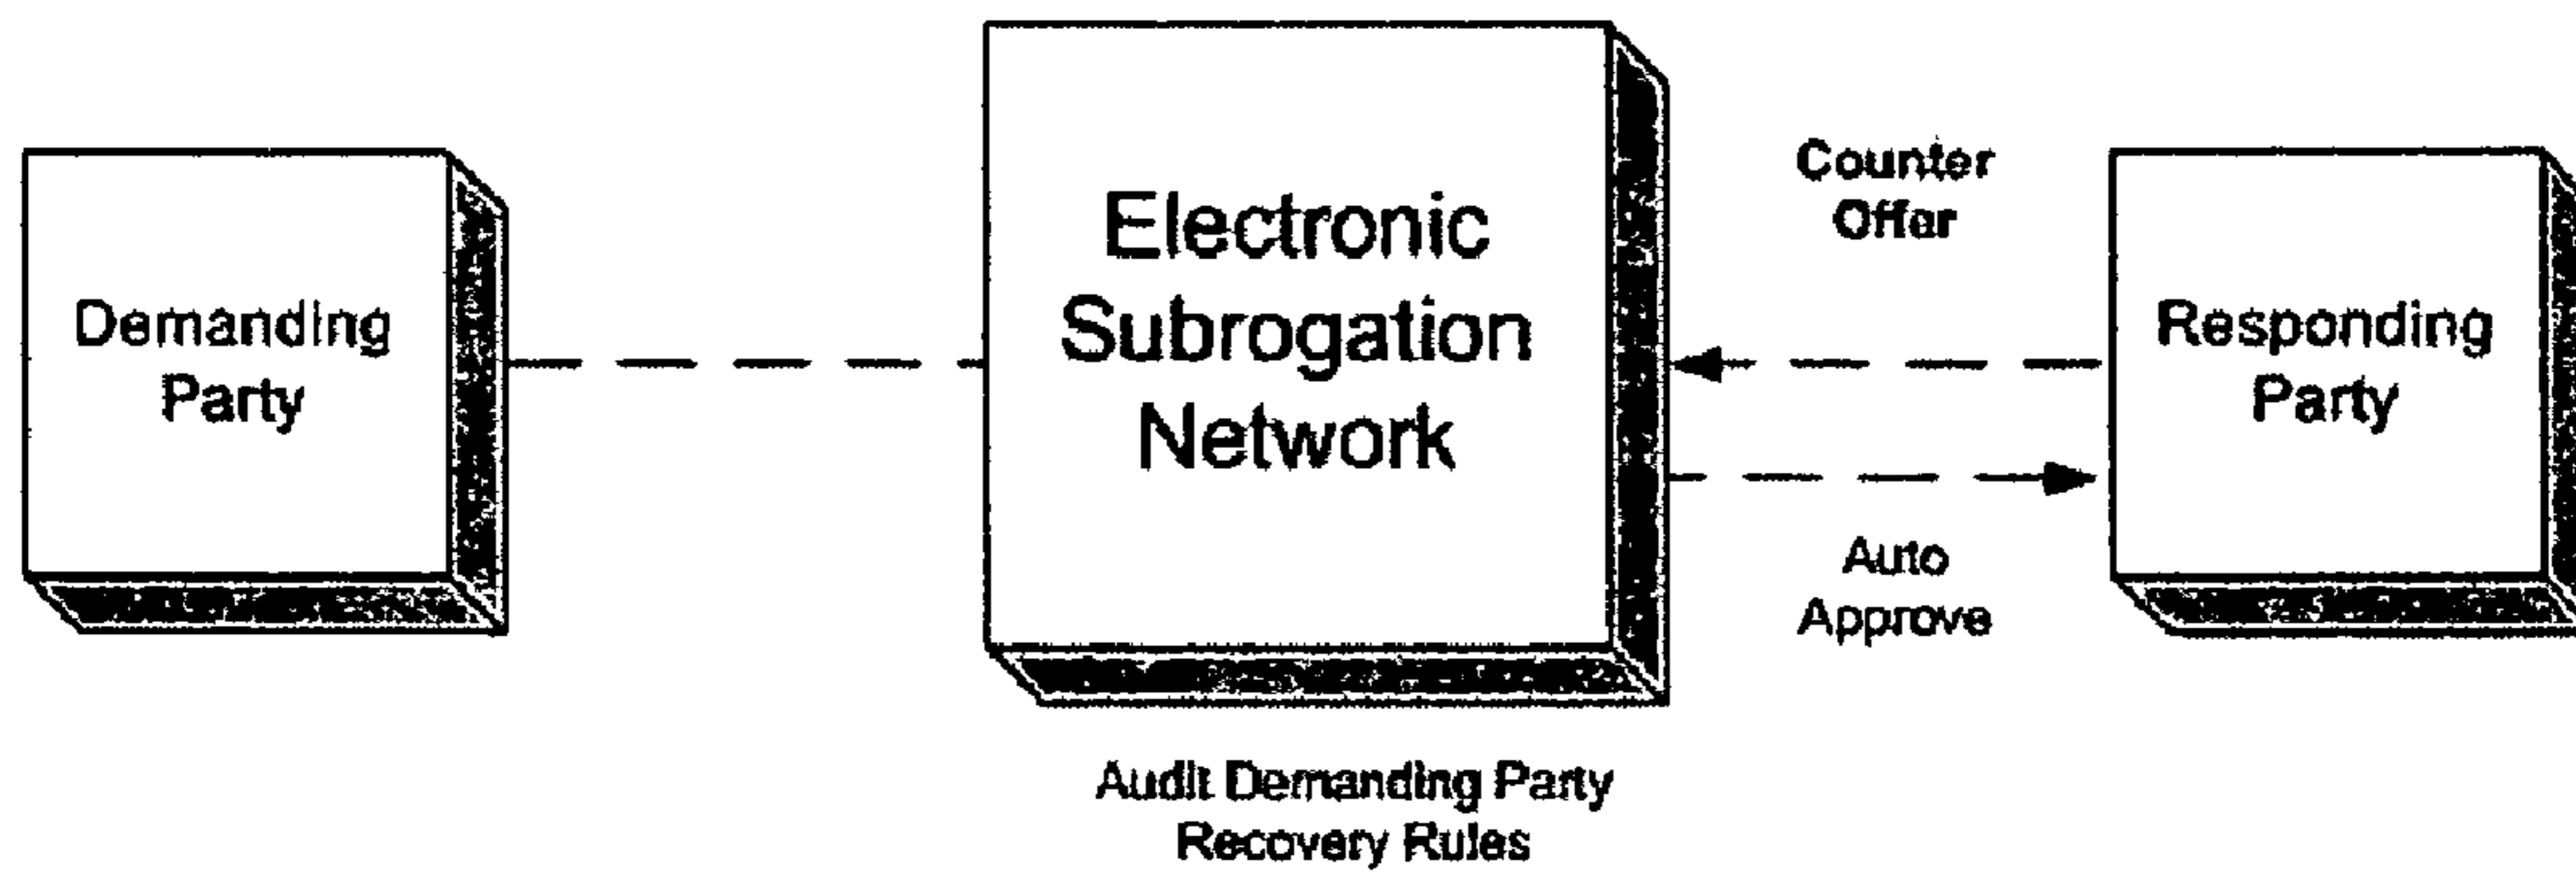 Demanding
Party
Electronic
Subrogation
Network
Counter
Offer
Auto
Approve
Responding
Party
Audit Demanding Party
Recovery Rules